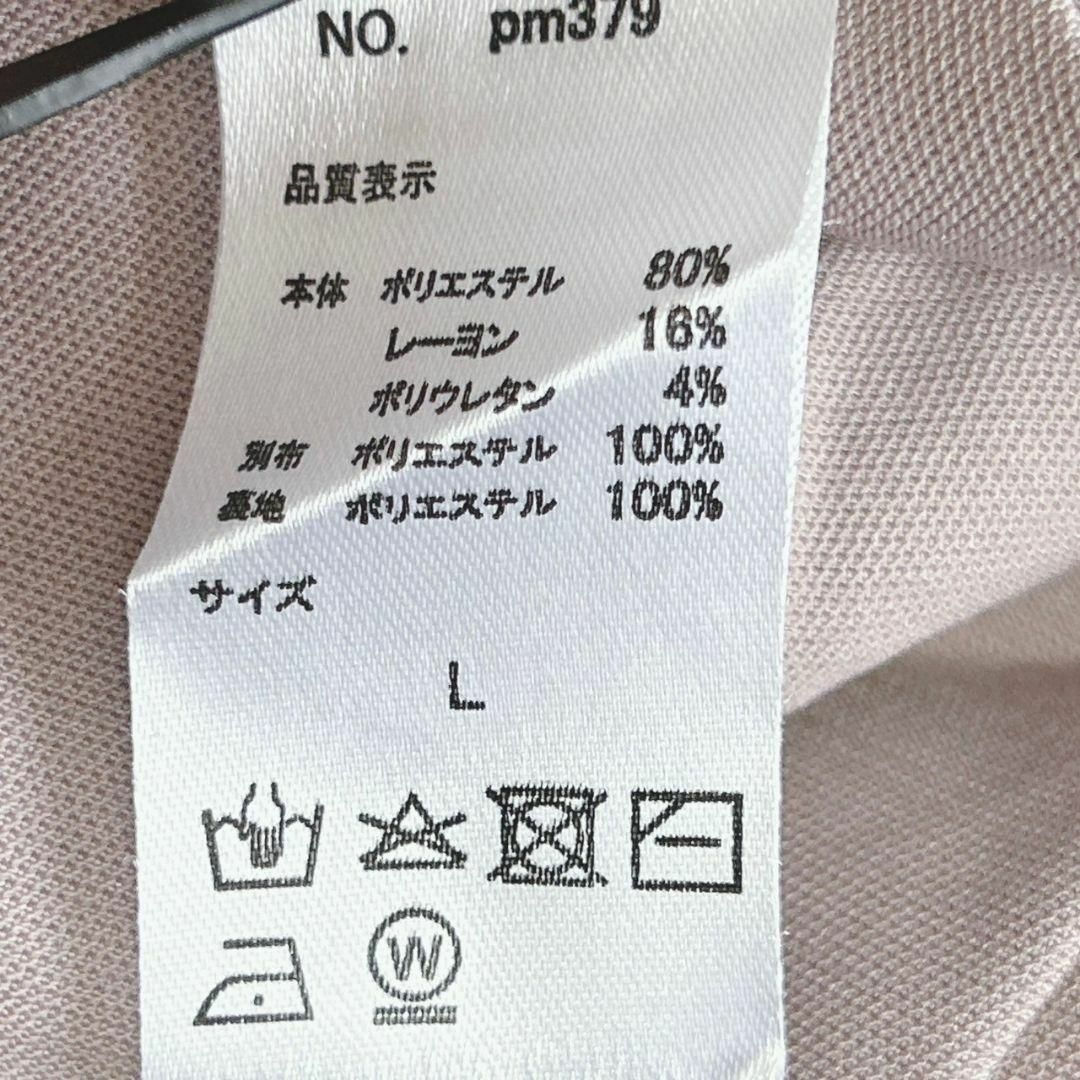 NO. pm379
品質表示
本体 ポリエステル 80%
レーヨン 16%
ポリウレタン 4%
別布 ポリエステル 100%
裏地 ポリエステル 100%
サイズ
L
W